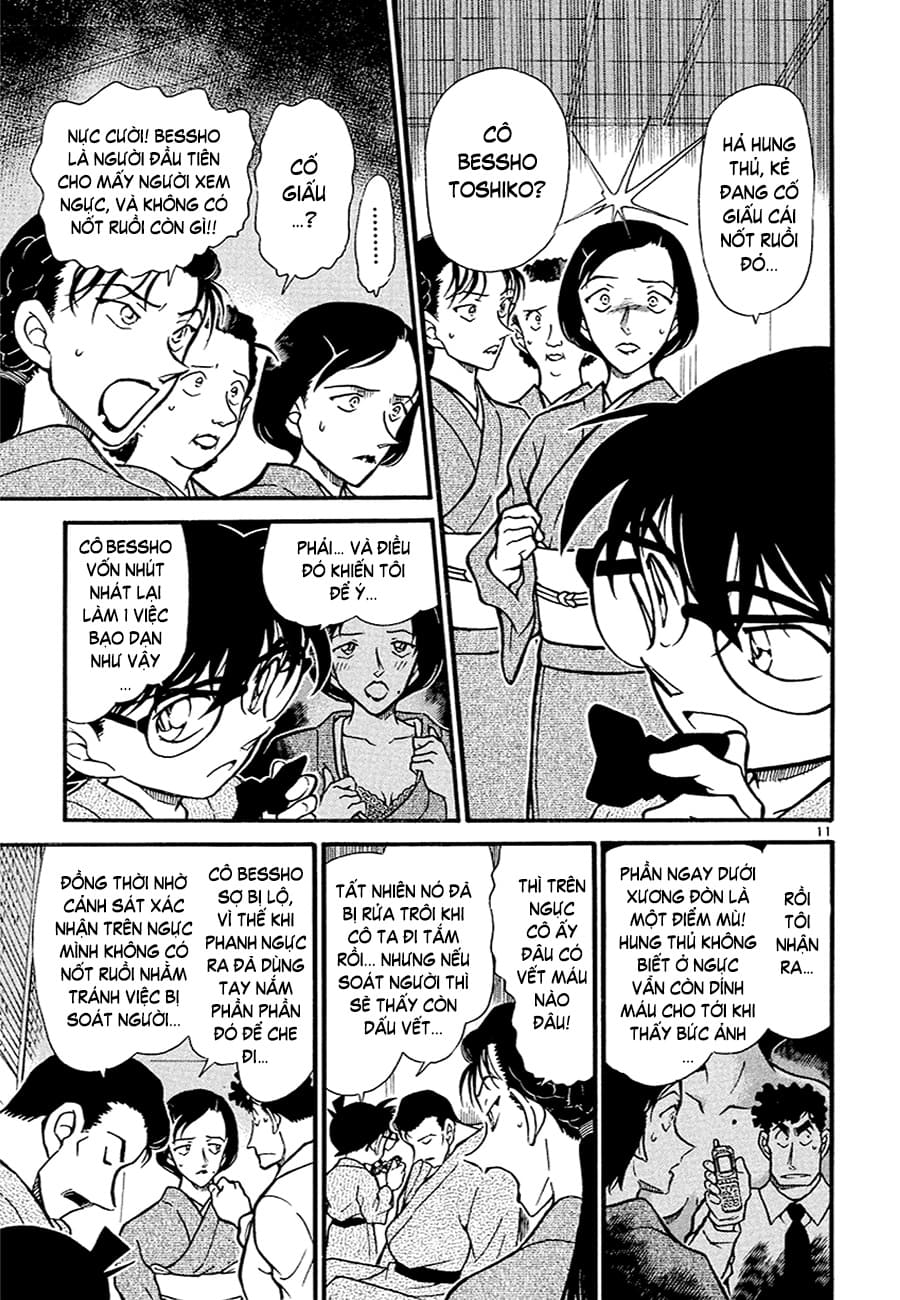 HẢ HUNG
THỦ, KẺ
ĐANG CỐ
GIẤU CÁI
NỐT RUỒI
ĐÓ...
CÔ
BESSHO
TOSHIKO?
.........
CỐ
GIẤU
...?
NỰC CƯỜI! BESSHO
LÀ NGƯỜI ĐẦU TIÊN
CHO MẤY NGƯỜI XEM
NGỰC, VÀ KHÔNG CÓ
NỐT RUỒI CÒN GÌ!!
PHẢI... VÀ ĐIỀU
ĐÓ KHIẾN TÔI
ĐỂ Ý...
CÔ BESSHO
VỐN NHÚT
NHÁT LẠI
LÀM 1 VIỆC
BẠO DẠN
NHƯ VẬY
...
11
RỒI
TÔI
NHẬN
RA...
PHẦN NGAY DƯỚI
XƯƠNG ĐÒN LÀ
MỘT ĐIỂM MÙ!
HUNG THỦ KHÔNG
BIẾT Ở NGỰC
VẪN CÒN DÍNH
MÁU CHO TỚI KHI
THẤY BỨC ẢNH
...
THÌ TRÊN
NGỰC
CÔ ẤY
ĐÂU CÓ
VẾT MÁU
NÀO
ĐÂU!
TẤT NHIÊN NÓ ĐÃ
BỊ RỬA TRÔI KHI
CÔ TA ĐI TẮM
RỒI... NHƯNG NẾU
SOÁT NGƯỜI THÌ
SẼ THẤY CÒN
DẤU VẾT...
CÔ BESSHO
SỢ BỊ LỘ,
VÌ THẾ KHI
PHANH NGỰC
RA ĐÃ DÙNG
TAY NẮM
PHẦN PHẦN
ĐÓ ĐỂ CHE
ĐI...
ĐỒNG THỜI NHỜ
CẢNH SÁT XÁC
NHẬN TRÊN NGỰC
MÌNH KHÔNG CÓ
NỐT RUỒI NHẰM
TRÁNH VIỆC BỊ
SOÁT NGƯỜI...